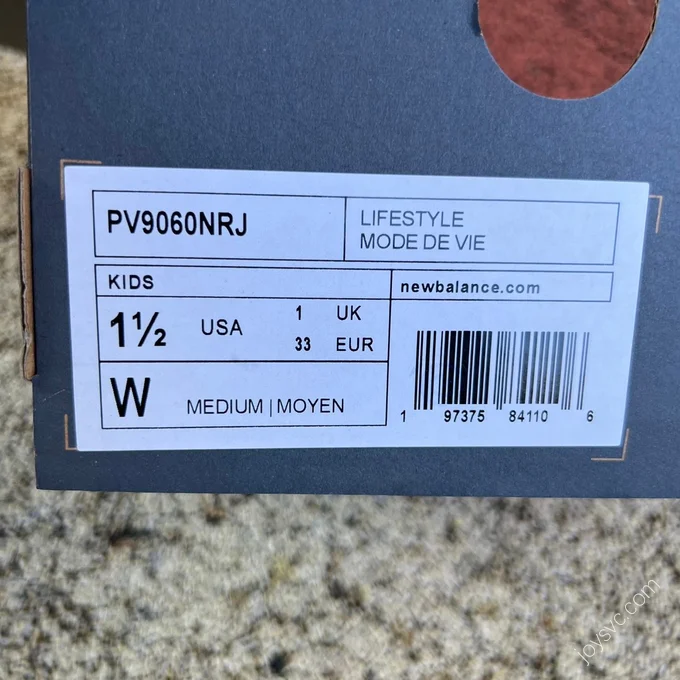 PV9060NRJ
LIFESTYLE
MODE DE VIE
KIDS
newbalance.com
1½ USA
1 UK
33 EUR
W MEDIUM | MOYEN
1 97375 84110 6
joysvc.com